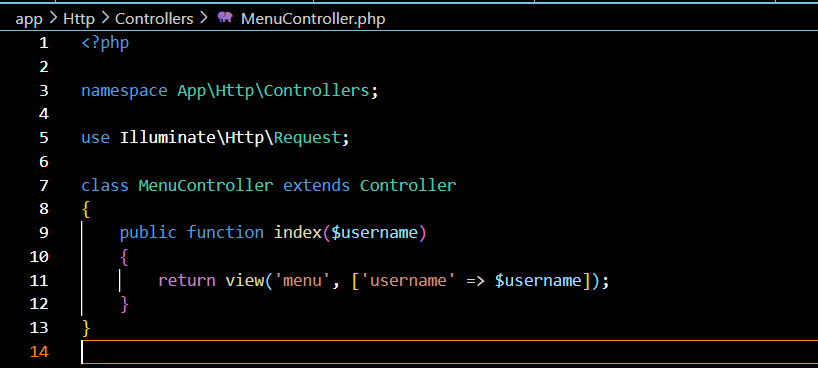 app > Http > Controllers > MenuController.php
1 <?php
2
3 namespace App\Http\Controllers;
4
5 use Illuminate\Http\Request;
6
7 class MenuController extends Controller
8 {
9     public function index($username)
10     {
11         return view('menu', ['username' => $username]);
12     }
13 }
14